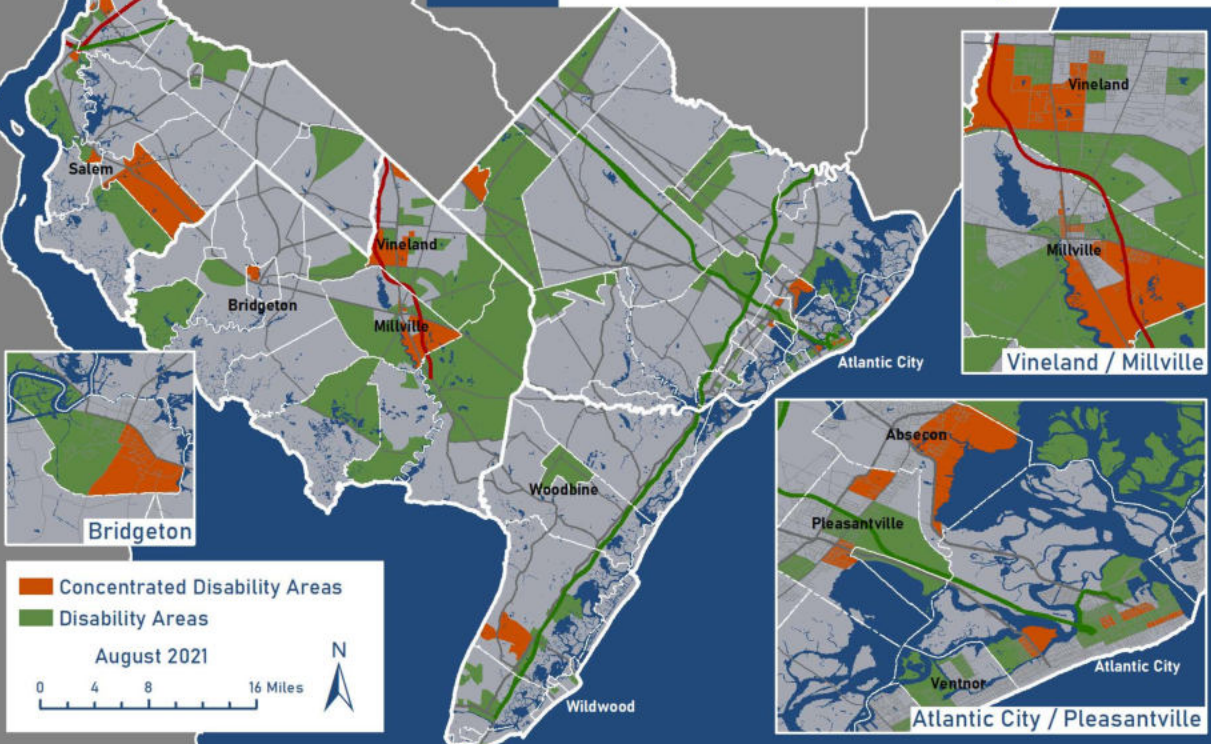 Vineland
Salem
Millville
Vineland
Vineland / Millville
Bridgeton
Millville
Atlantic City
Absecon
Woodbine
Pleasantville
Bridgeton
Concentrated Disability Areas
Disability Areas
August 2021
N
0 4 8 16 Miles
Atlantic City
Ventnor
Wildwood
Atlantic City / Pleasantville